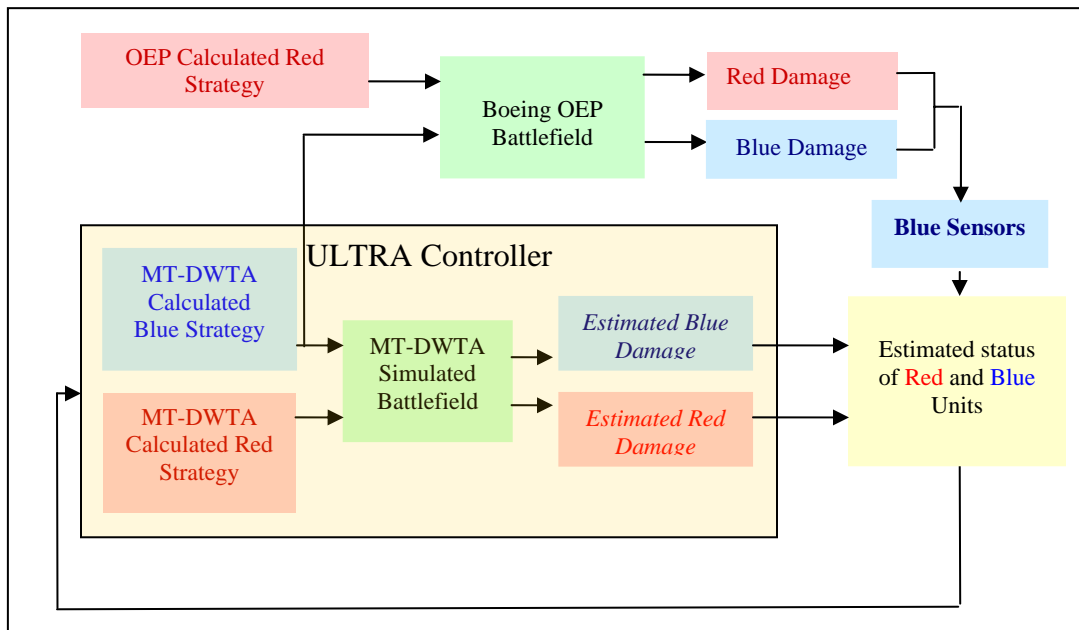 OEP Calculated Red
Strategy
Boeing OEP
Battlefield
Red Damage
Blue Damage
Blue Sensors
ULTRA Controller
MT-DWTA
Calculated
Blue Strategy
MT-DWTA
Simulated
Battlefield
Estimated Blue
Damage
Estimated status
of Red and Blue
Units
MT-DWTA
Calculated Red
Strategy
Estimated Red
Damage